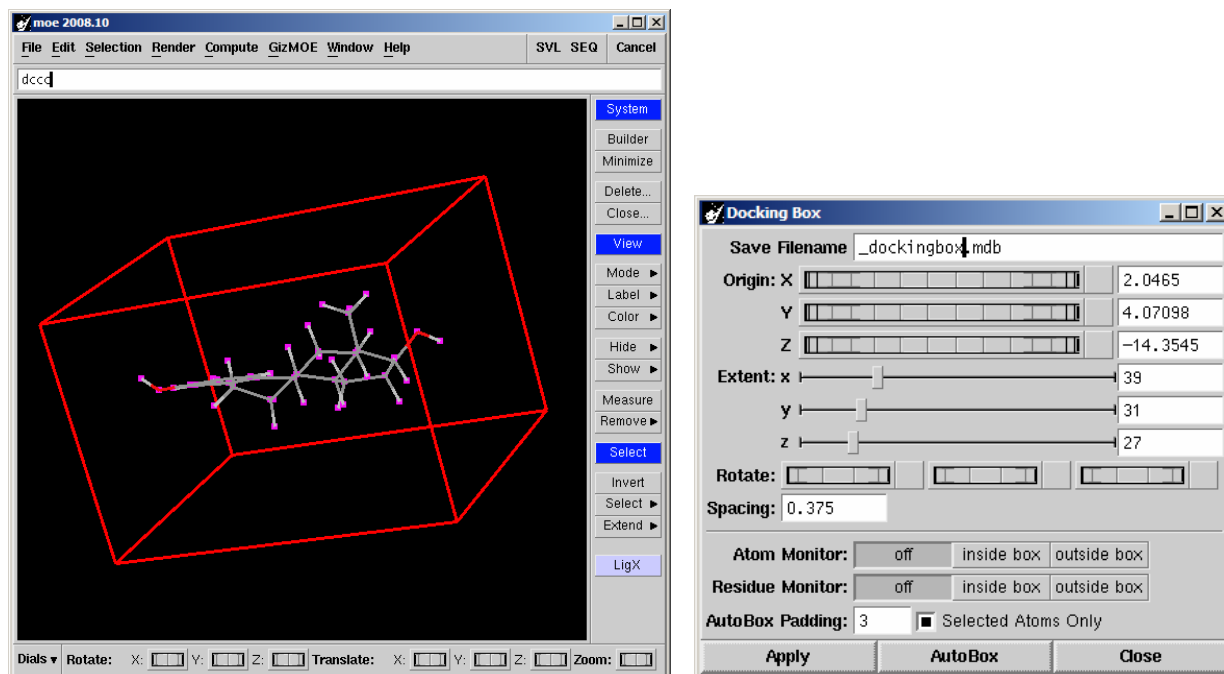 moe 2008.10
File Edit Selection Render Compute GizMOE Window Help SVL SEQ Cancel
dccc
System
Builder
Minimize
Delete...
Close...
View
Mode
Label
Color
Hide
Show
Measure
Remove
Select
Invert
Select
Extend
LigX
Dials Rotate: X: Y: Z: Translate: X: Y: Z: Zoom:
Docking Box
Save Filename _dockingbox.mdb
Origin: X 2.0465
Y 4.07098
Z -14.3545
Extent: x 39
y 31
z 27
Rotate:
Spacing: 0.375
Atom Monitor: off inside box outside box
Residue Monitor: off inside box outside box
AutoBox Padding: 3 Selected Atoms Only
Apply AutoBox Close